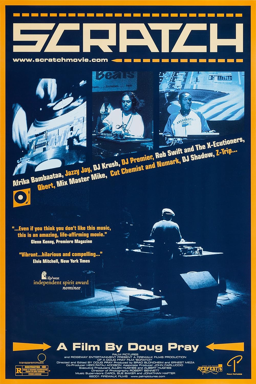 SCRATCH
www.scratchmovie.com
Afrika Bambaataa, Jazzy Jay, DJ Krush, DJ Premier, Rob Swift and The X-Ecutioners,
Qbert, Mix Master Mike, Cut Chemist and Numark, DJ Shadow, Z-Trip...
"...Even if you think you don't like this music,
this is an amazing, life-affirming movie."
Glenn Kenny, Premiere Magazine
"Vibrant...hilarious and compelling..."
Elvis Mitchell, New York Times
independent spirit award
nominee
A Film By Doug Pray
R